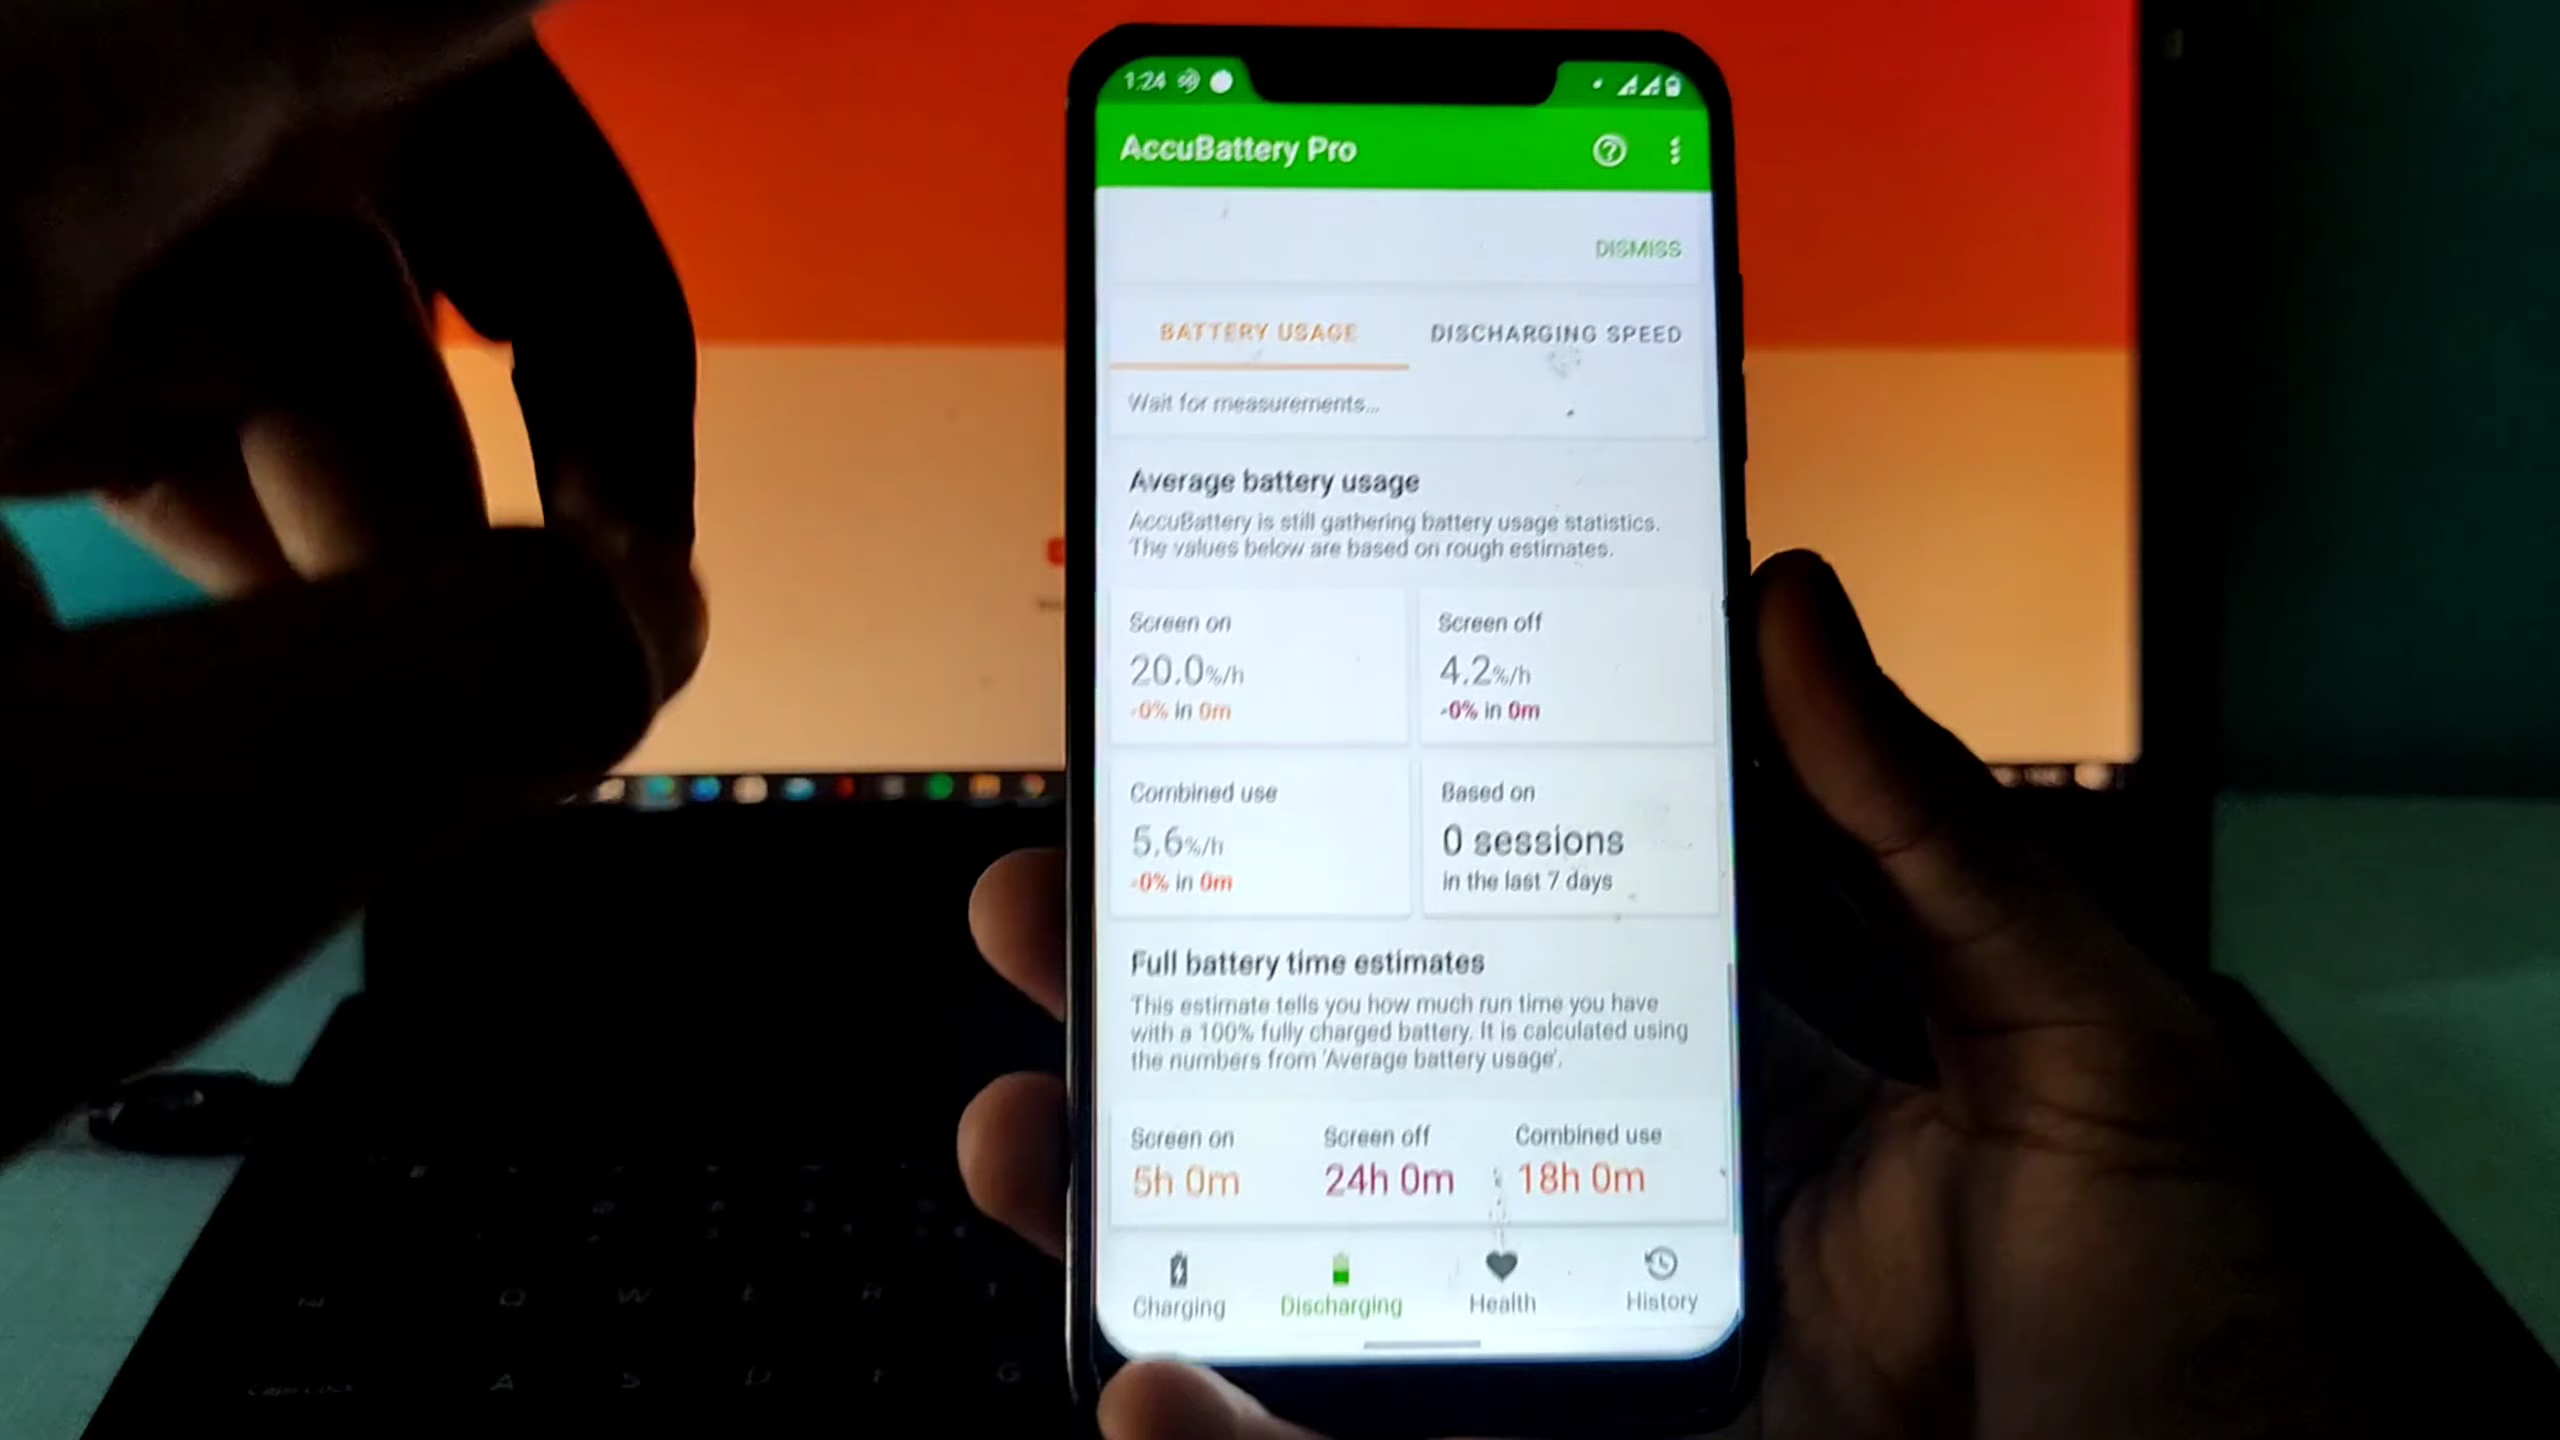 1:24
AccuBattery Pro
DISMISS
BATTERY USAGE
DISCHARGING SPEED
Wait for measurements...
Average battery usage
AccuBattery is still gathering battery usage statistics.
The values below are based on rough estimates.
Screen on
20.0%/h
-0% in 0m
Screen off
4.2%/h
-0% in 0m
Combined use
5.6%/h
-0% in 0m
Based on
0 sessions
in the last 7 days
Full battery time estimates
This estimate tells you how much run time you have
with a 100% fully charged battery. It is calculated using
the numbers from 'Average battery usage'.
Screen on
5h 0m
Screen off
24h 0m
Combined use
18h 0m
Charging
Discharging
Health
History
Q W
A S D F G